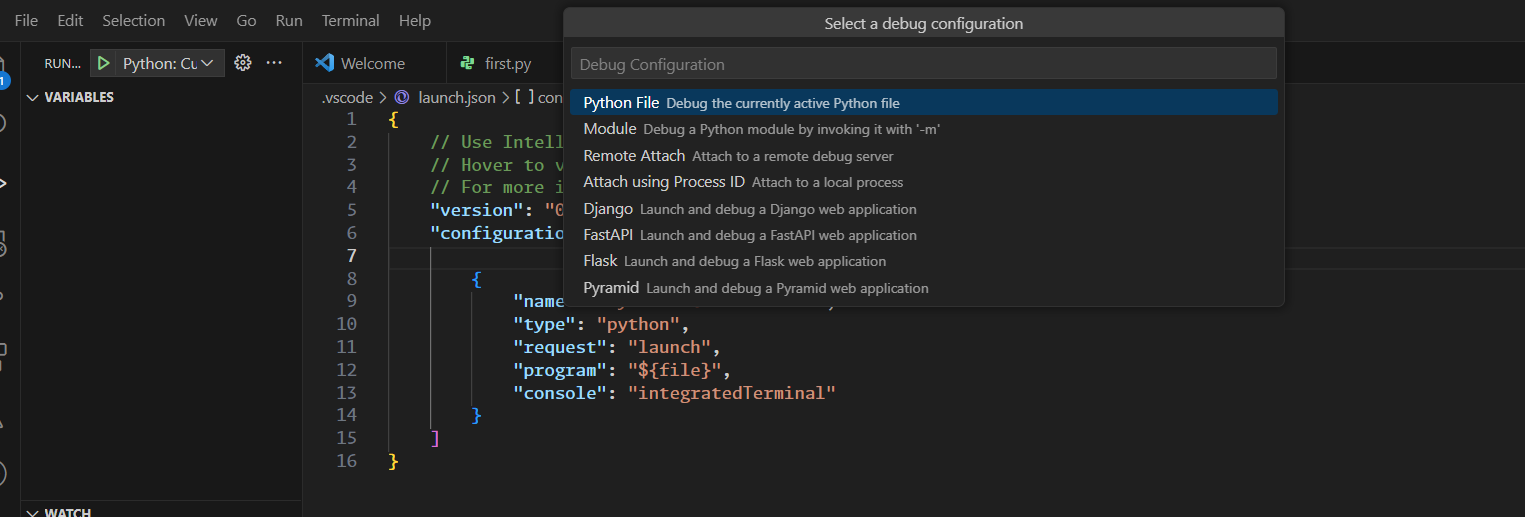 File Edit Selection View Go Run Terminal Help
Select a debug configuration
Debug Configuration
Python File Debug the currently active Python file
Module Debug a Python module by invoking it with '-m'
Remote Attach Attach to a remote debug server
Attach using Process ID Attach to a local process
Django Launch and debug a Django web application
FastAPI Launch and debug a FastAPI web application
Flask Launch and debug a Flask web application
Pyramid Launch and debug a Pyramid web application
1
RUN... Python: Cu ...
VARIABLES
WATCH
Welcome first.py
.vscode > launch.json > [ ] con
1 {
2 // Use Intell
3 // Hover to v
4 // For more i
5 "version": "0
6 "configuratio
7
8 {
9 "name
10 "type": "python",
11 "request": "launch",
12 "program": "${file}",
13 "console": "integratedTerminal"
14 }
15 ]
16 }